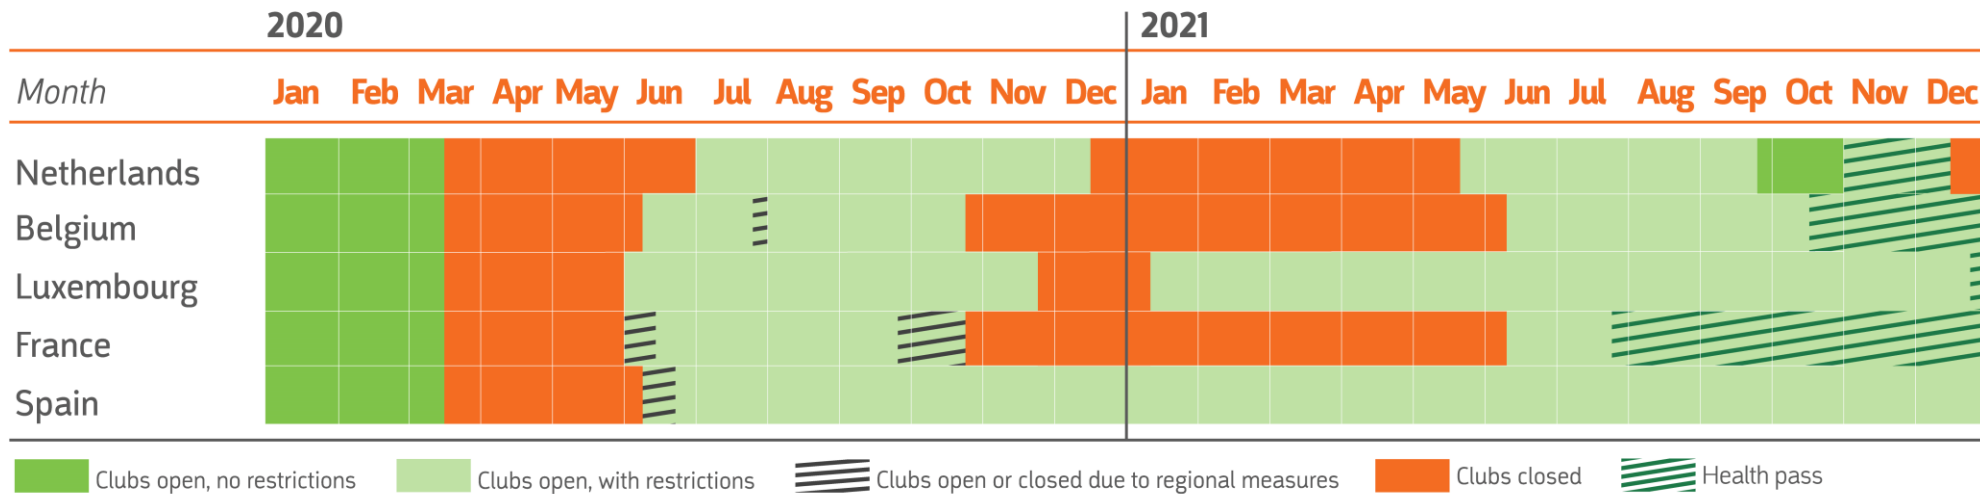 2020 2021
Month Jan Feb Mar Apr May Jun Jul Aug Sep Oct Nov Dec Jan Feb Mar Apr May Jun Jul Aug Sep Oct Nov Dec
Netherlands
Belgium
Luxembourg
France
Spain
Clubs open, no restrictions Clubs open, with restrictions Clubs open or closed due to regional measures Clubs closed Health pass